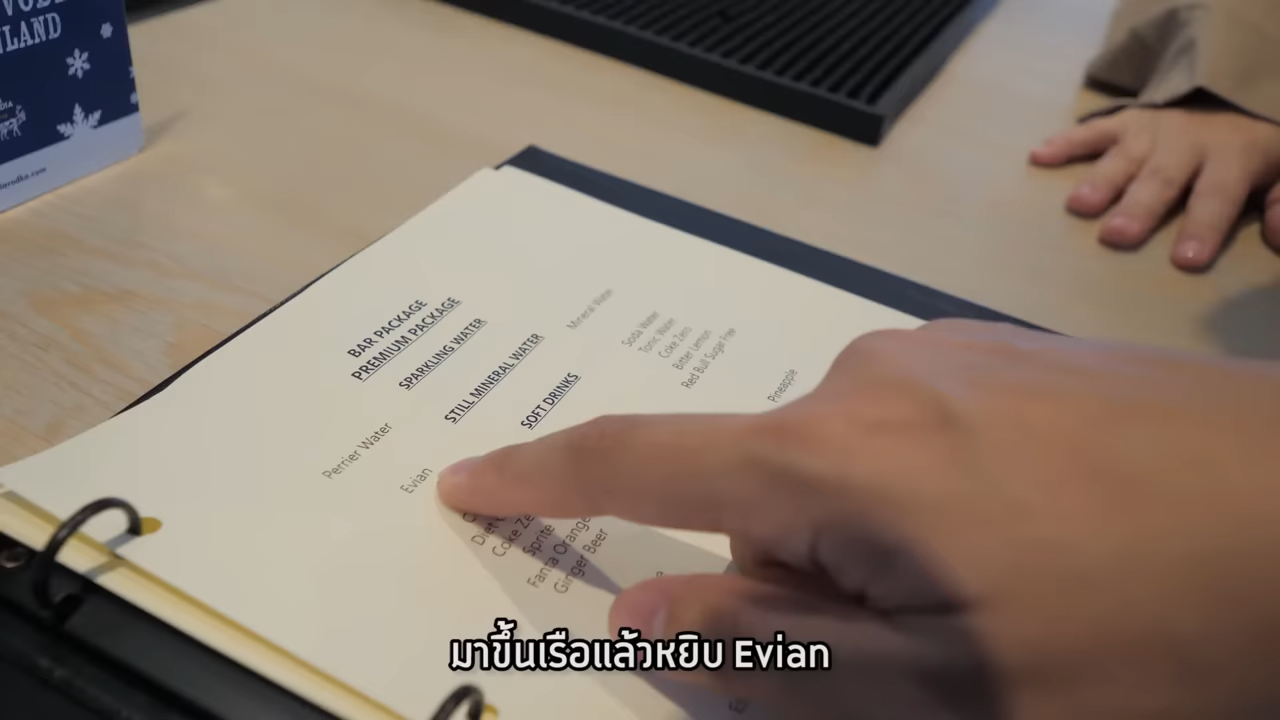 BAR PACKAGE
PREMIUM PACKAGE
SPARKLING WATER
Perrier Water
Mineral Water
STILL MINERAL WATER
Evian
SOFT DRINKS
Diet
Coke Ze
Sprite
Fanta Orange
Ginger Beer
Soda Water
Tonic Water
Coke Zero
Bitter Lemon
Red Bull Sugar Free
Pineapple
มาขึ้นเรือแล้วหยิบ Evian